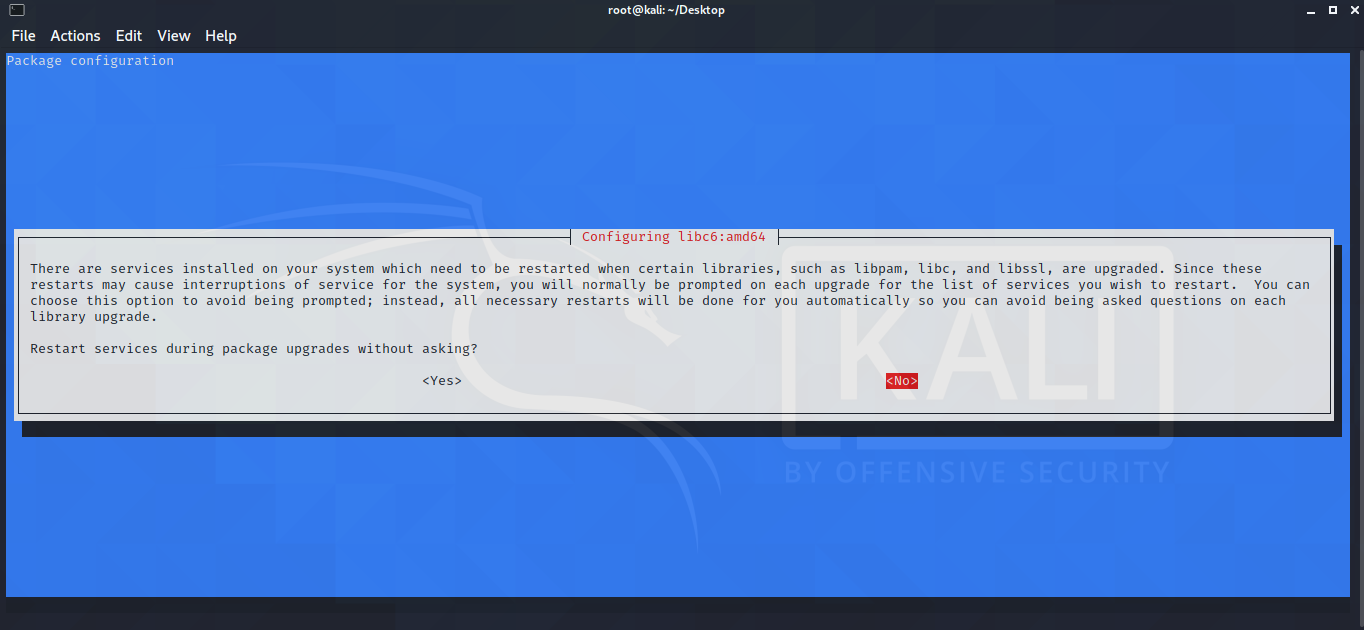 root@kali: ~/Desktop
File Actions Edit View Help
Package configuration
Configuring libc6:amd64
There are services installed on your system which need to be restarted when certain libraries, such as libpam, libc, and libssl, are upgraded. Since these
restarts may cause interruptions of service for the system, you will normally be prompted on each upgrade for the list of services you wish to restart.  You can
choose this option to avoid being prompted; instead, all necessary restarts will be done for you automatically so you can avoid being asked questions on each
library upgrade.
Restart services during package upgrades without asking?
<Yes> <No>
KALI
BY OFFENSIVE SECURITY